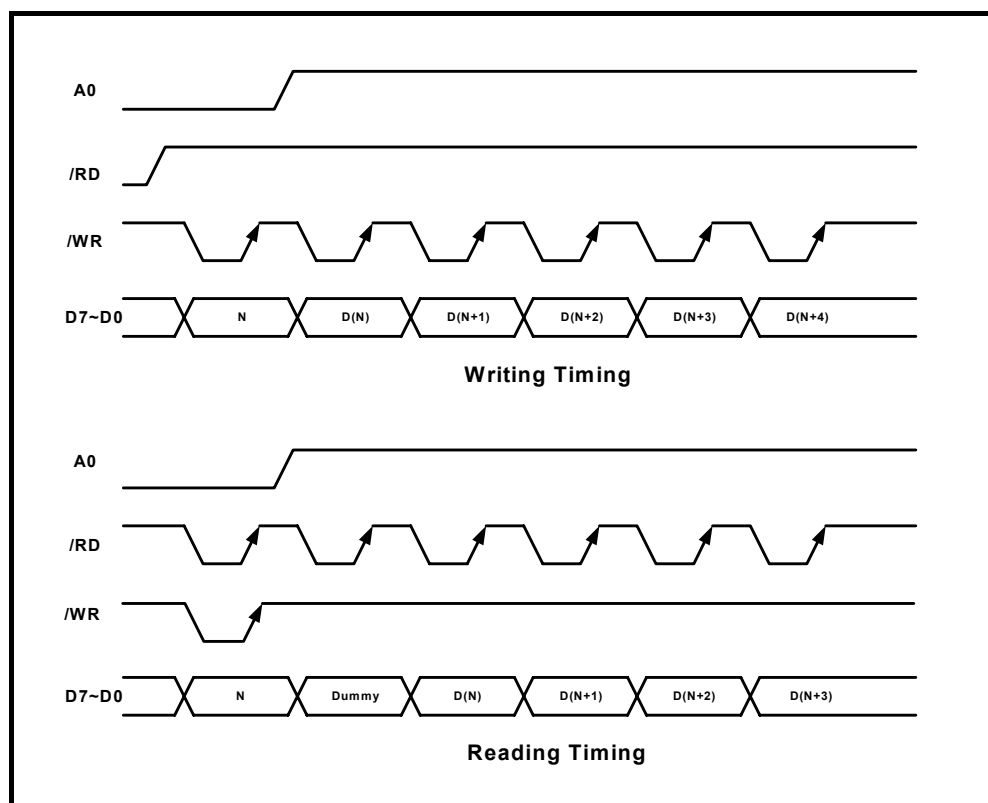 A0
/RD
/WR
D7~D0 N D(N) D(N+1) D(N+2) D(N+3) D(N+4)
Writing Timing
A0
/RD
/WR
D7~D0 N Dummy D(N) D(N+1) D(N+2) D(N+3)
Reading Timing